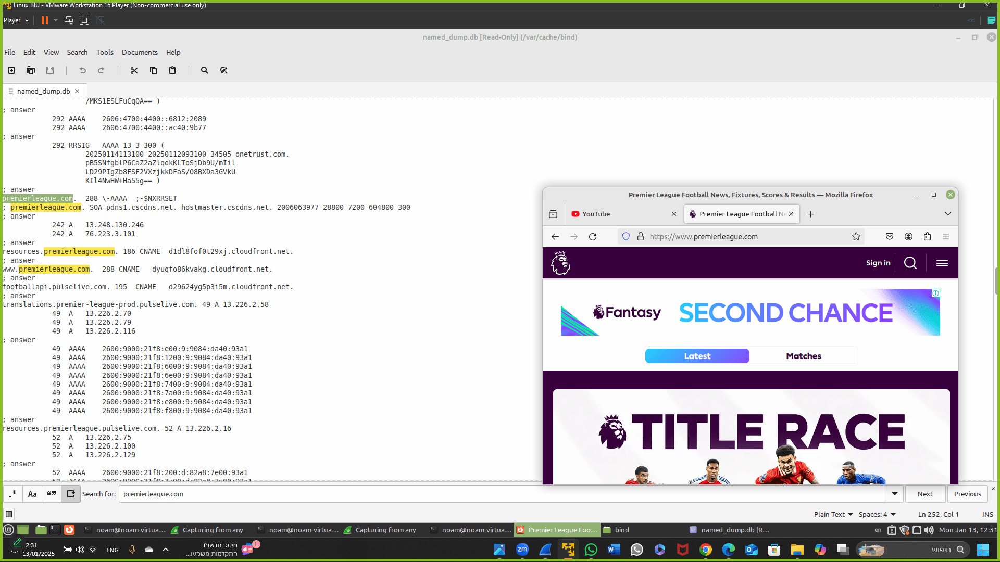 Linux BIU - VMware Workstation 16 Player (Non-commercial use only)
Player
named_dump.db [Read-Only] (/var/cache/bind)
File Edit View Search Tools Documents Help
named_dump.db
/MKS1ESLFuCqQA== )
; answer
292 AAAA 2606:4700:4400::6812:2089
292 AAAA 2606:4700:4400::ac40:9b77
; answer
292 RRSIG AAAA 13 3 300 (
20250114113100 20250112093100 34505 onetrust.com.
pB5SNfgblP6CaZ2aZlqokKLToSjDb9U/mIil
LD29PIgZb8FSF2VXzjkkDFaS/O8BXDa3GVkU
KIl4NwHW+Ha55g== )
; answer
premierleague.com. 288 \-AAAA ;-$NXRRSET
; premierleague.com. SOA pdns1.cscdns.net. hostmaster.cscdns.net. 2006063977 28800 7200 604800 300
; answer
242 A 13.248.130.246
242 A 76.223.3.101
; answer
resources.premierleague.com. 186 CNAME d1dl8fof0t29xj.cloudfront.net.
; answer
www.premierleague.com. 288 CNAME dyuqfo86kvakg.cloudfront.net.
; answer
footballapi.pulselive.com. 195 CNAME d29624yg5p3i5m.cloudfront.net.
; answer
translations.premier-league-prod.pulselive.com. 49 A 13.226.2.58
49 A 13.226.2.70
49 A 13.226.2.79
49 A 13.226.2.116
; answer
49 AAAA 2600:9000:21f8:e00:9:9084:da40:93a1
49 AAAA 2600:9000:21f8:1200:9:9084:da40:93a1
49 AAAA 2600:9000:21f8:6000:9:9084:da40:93a1
49 AAAA 2600:9000:21f8:6e00:9:9084:da40:93a1
49 AAAA 2600:9000:21f8:7400:9:9084:da40:93a1
49 AAAA 2600:9000:21f8:7a00:9:9084:da40:93a1
49 AAAA 2600:9000:21f8:e800:9:9084:da40:93a1
49 AAAA 2600:9000:21f8:f800:9:9084:da40:93a1
; answer
resources.premierleague.pulselive.com. 52 A 13.226.2.16
52 A 13.226.2.75
52 A 13.226.2.100
52 A 13.226.2.129
; answer
52 AAAA 2600:9000:21f8:200:d:82a8:7e00:93a1
52 AAAA 2600:9000:21f8:3a00:d:82a8:7e00:93a1
Premier League Football News, Fixtures, Scores & Results — Mozilla Firefox
YouTube
Premier League Football Ne
https://www.premierleague.com
Sign in
Fantasy SECOND CHANCE
Latest Matches
TITLE RACE
.* Aa “” Search for: premierleague.com Next Previous
Plain Text Spaces: 4 Ln 252, Col 1 INS
noam@noam-virtua... Capturing from any noam@noam-virtua... Capturing from any noam@noam-virtua... Premier League Foo... bind named_dump.db [R... en Mon Jan 13, 12:31
12:31
13/01/2025
ENG
מבזק חדשות
התקדמות משמעו...
1
zm
חיפוש